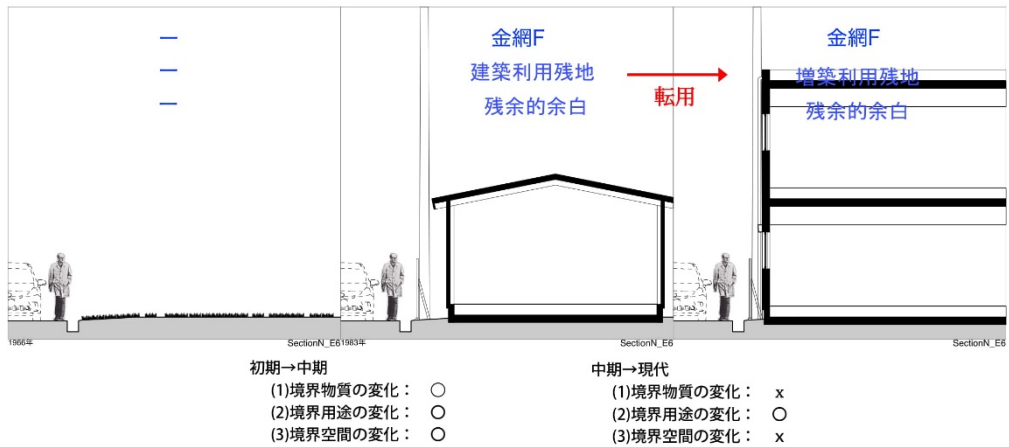 —
—
—
金網F
建築利用残地
残余的余白
転用
金網F
増築利用残地
残余的余白
1966年
SectionN_E6
1983年
SectionN_E6
SectionN_E6
初期→中期
(1)境界物質の変化： ○
(2)境界用途の変化： ○
(3)境界空間の変化： ○
中期→現代
(1)境界物質の変化： x
(2)境界用途の変化： ○
(3)境界空間の変化： x